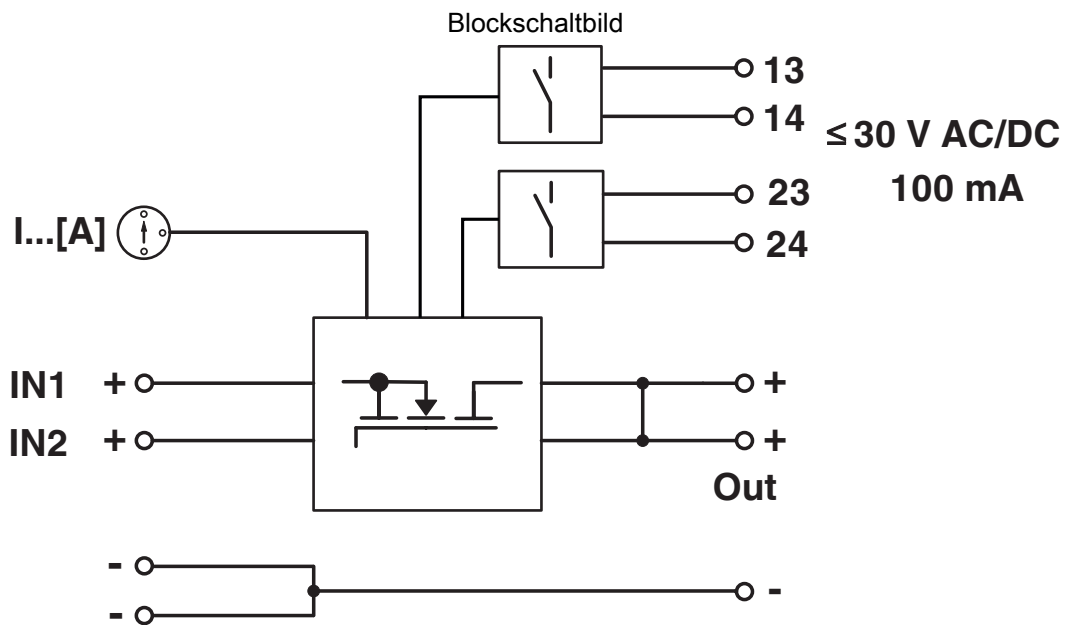 Blockschaltbild
13
14
≤ 30 V AC/DC
100 mA
23
24
I...[A]
IN1 +
+
IN2 +
+
Out
-
-
-